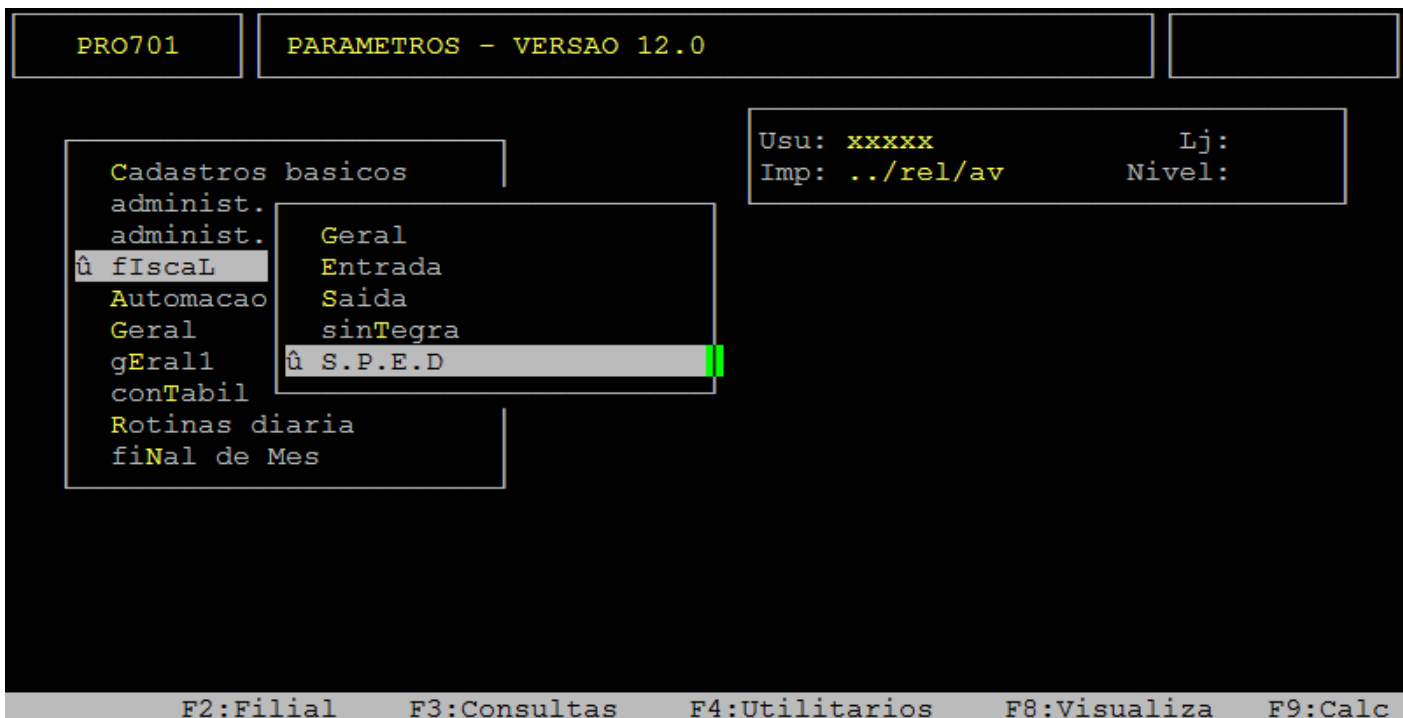 PRO701 PARAMETROS - VERSAO 12.0
Usu: xxxxx Lj:
Imp: ../rel/av Nivel:
Cadastros basicos
administ.
administ.
û fIscaL
Automacao
Geral
gEral1
conTabil
Rotinas diaria
fiNal de Mes
Geral
Entrada
Saida
sinTegra
û S.P.E.D
F2:Filial F3:Consultas F4:Utilitarios F8:Visualiza F9:Calc